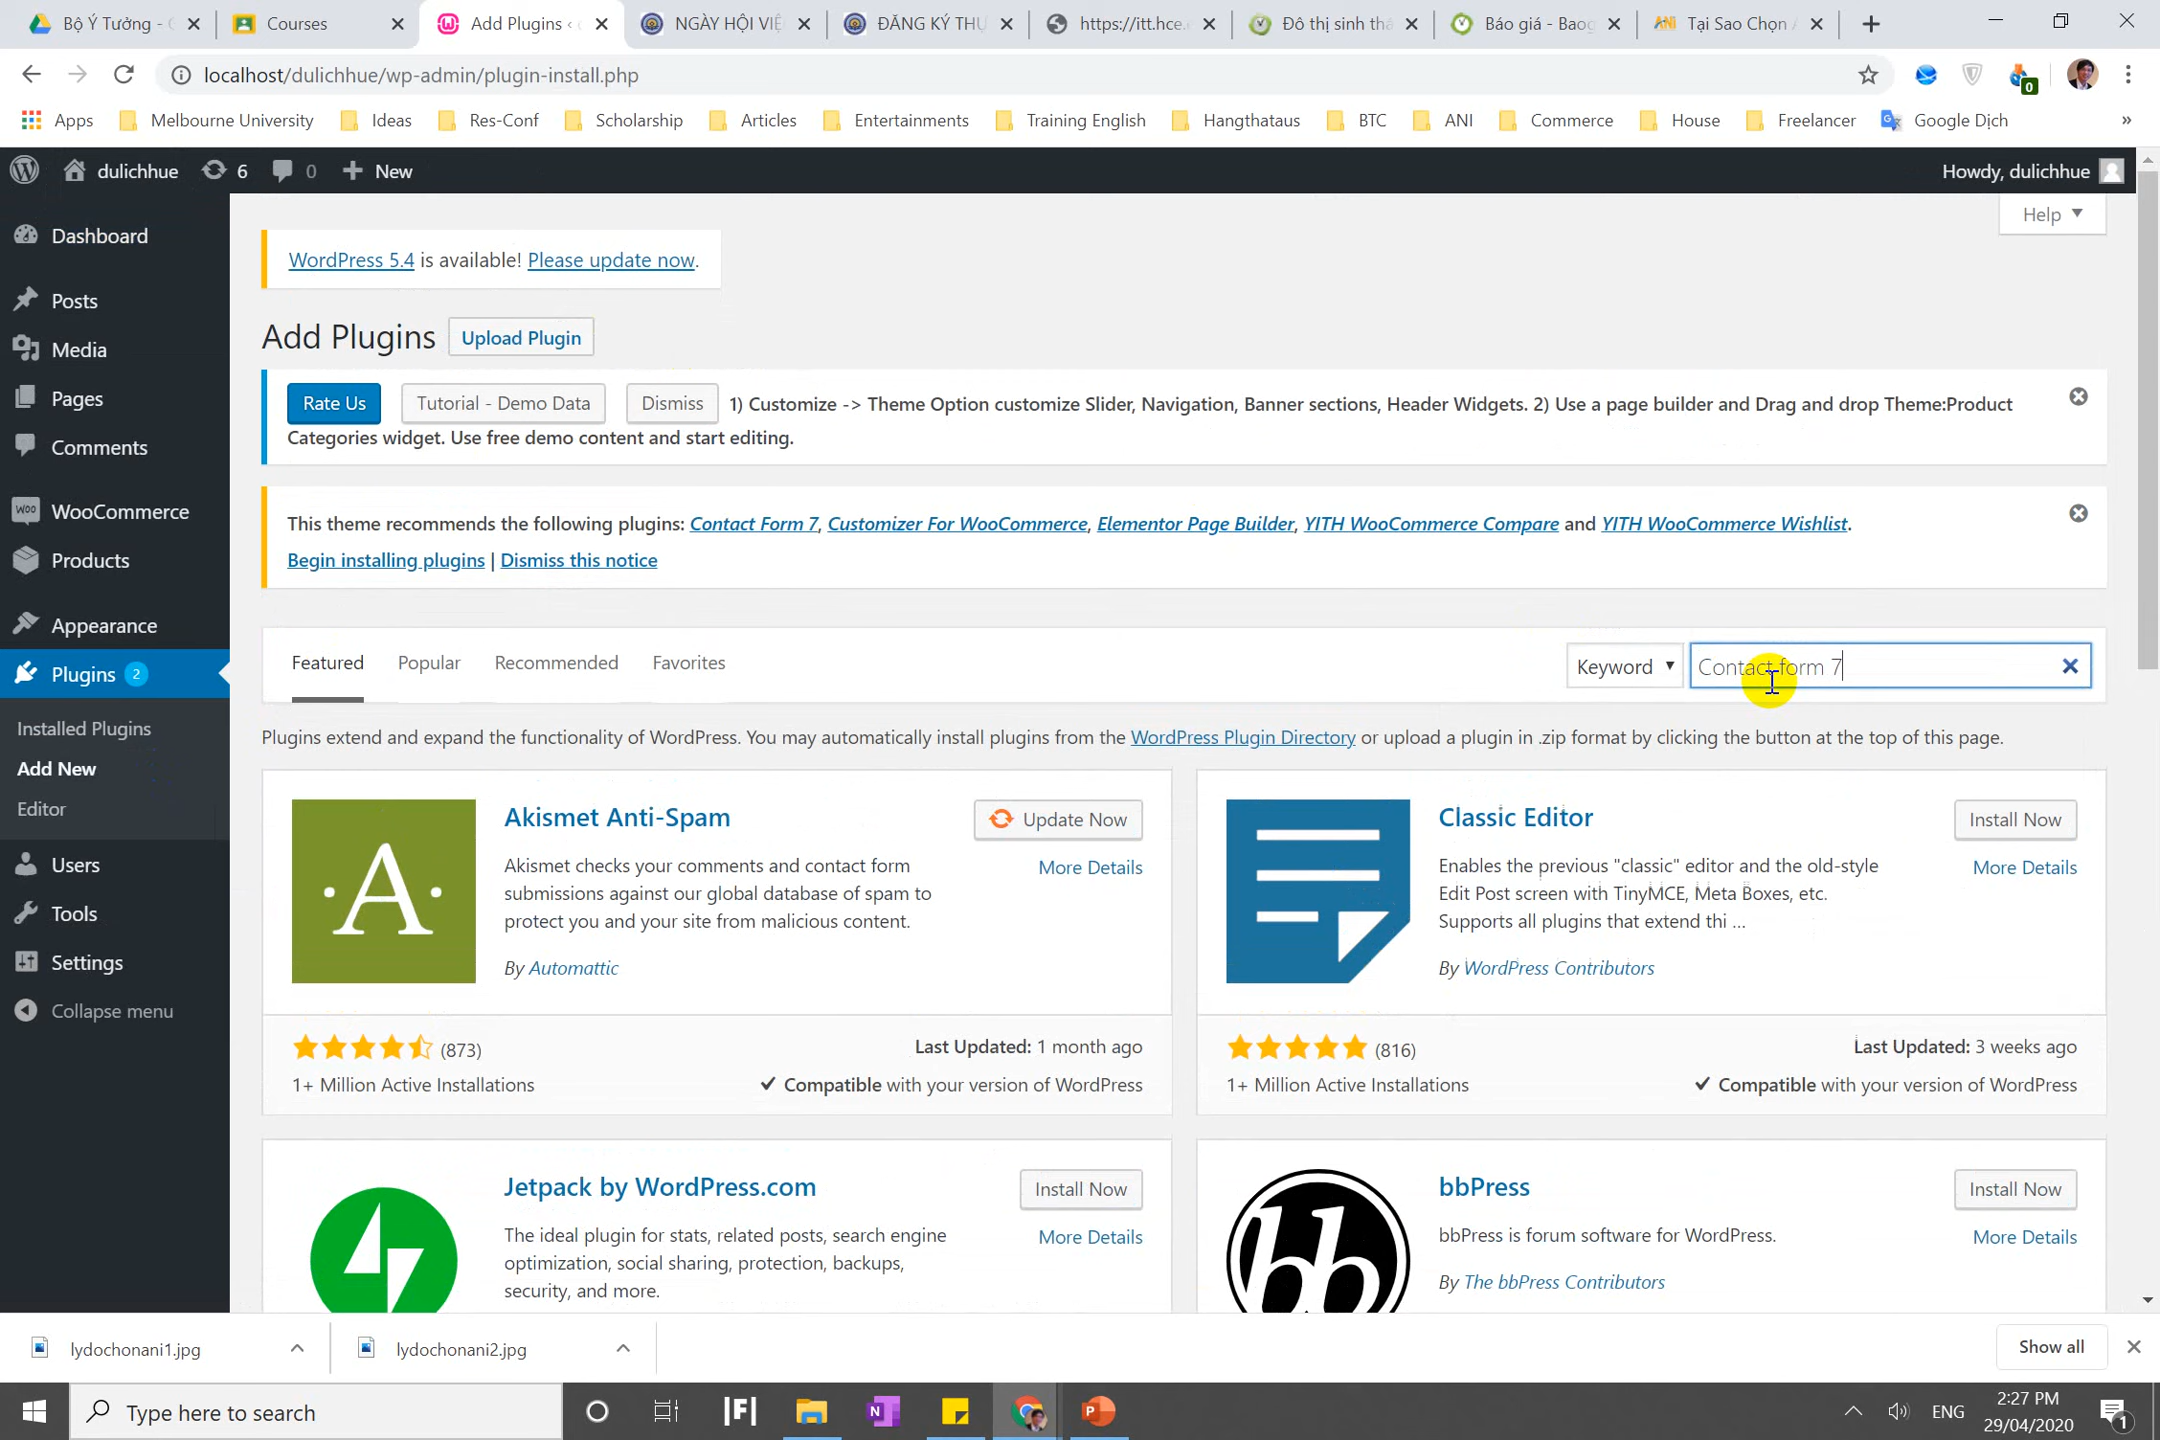 Bộ Ý Tưởng - G
Courses
Add Plugins ‹ d
NGÀY HỘI VIỆ
ĐĂNG KÝ THỰ
https://itt.hce.e
Đô thị sinh thá
Báo giá - Baog
Tại Sao Chọn A
localhost/dulichhue/wp-admin/plugin-install.php
0
Apps
Melbourne University
Ideas
Res-Conf
Scholarship
Articles
Entertainments
Training English
Hangthataus
BTC
ANI
Commerce
House
Freelancer
Google Dịch
»
dulichhue
6
0
New
Howdy, dulichhue
Help
Dashboard
Posts
Media
Pages
Comments
WooCommerce
Products
Appearance
Plugins 2
Installed Plugins
Add New
Editor
Users
Tools
Settings
Collapse menu
WordPress 5.4 is available! Please update now.
Add Plugins
Upload Plugin
Rate Us
Tutorial - Demo Data
Dismiss
1) Customize -> Theme Option customize Slider, Navigation, Banner sections, Header Widgets. 2) Use a page builder and Drag and drop Theme:Product
Categories widget. Use free demo content and start editing.
This theme recommends the following plugins: Contact Form 7, Customizer For WooCommerce, Elementor Page Builder, YITH WooCommerce Compare and YITH WooCommerce Wishlist.
Begin installing plugins | Dismiss this notice
Featured
Popular
Recommended
Favorites
Keyword
Contact form 7
Plugins extend and expand the functionality of WordPress. You may automatically install plugins from the WordPress Plugin Directory or upload a plugin in .zip format by clicking the button at the top of this page.
·A·
Akismet Anti-Spam
Update Now
More Details
Akismet checks your comments and contact form
submissions against our global database of spam to
protect you and your site from malicious content.
By Automattic
(873)
1+ Million Active Installations
Last Updated: 1 month ago
✓ Compatible with your version of WordPress
Classic Editor
Install Now
More Details
Enables the previous "classic" editor and the old-style
Edit Post screen with TinyMCE, Meta Boxes, etc.
Supports all plugins that extend thi ...
By WordPress Contributors
(816)
1+ Million Active Installations
Last Updated: 3 weeks ago
✓ Compatible with your version of WordPress
Jetpack by WordPress.com
Install Now
More Details
The ideal plugin for stats, related posts, search engine
optimization, social sharing, protection, backups,
security, and more.
bb
bbPress
Install Now
More Details
bbPress is forum software for WordPress.
By The bbPress Contributors
lydochonani1.jpg
lydochonani2.jpg
Show all
Type here to search
|F|
N
P
ENG
2:27 PM
29/04/2020
1